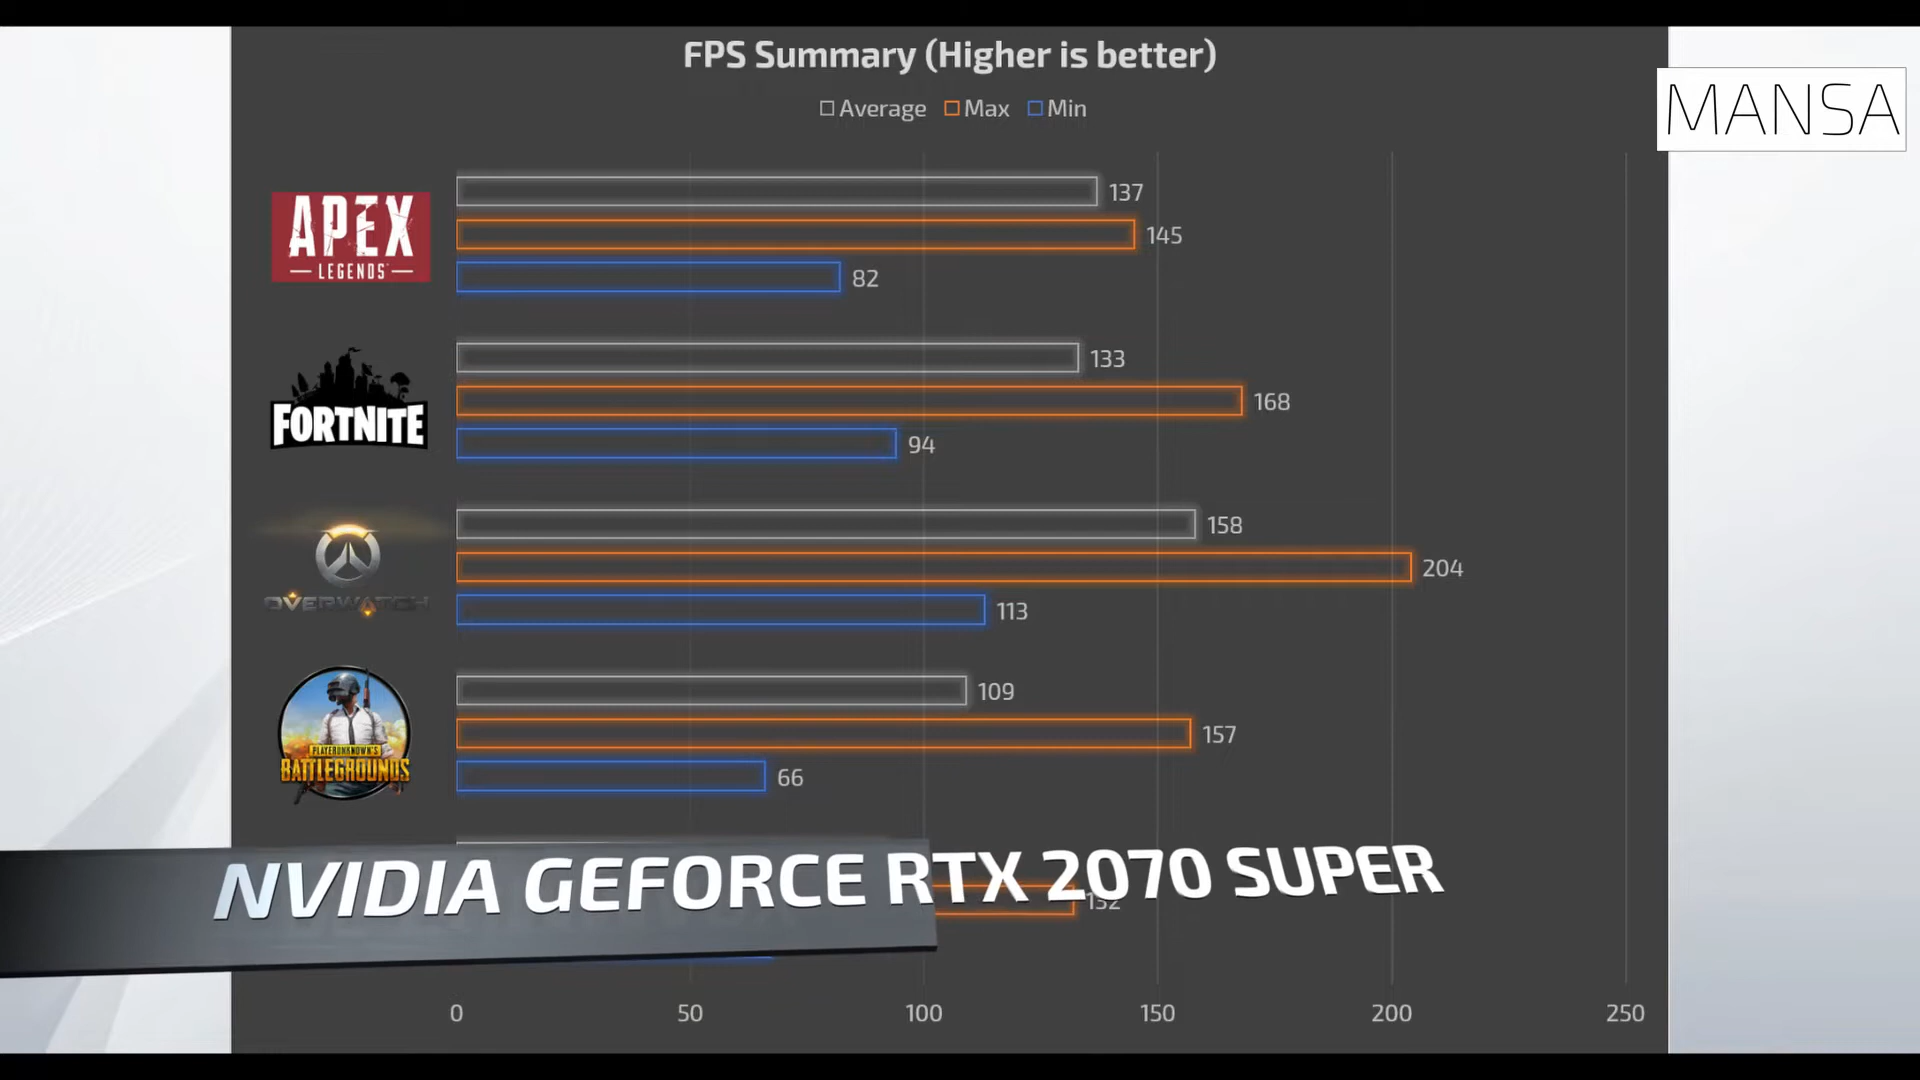 FPS Summary (Higher is better)
Average Max Min
MANSA
APEX
LEGENDS
137
145
82
FORTNITE
133
168
94
OVERWATCH
158
204
113
PLAYERUNKNOWN'S
BATTLEGROUNDS
109
157
66
NVIDIA GEFORCE RTX 2070 SUPER
132
0 50 100 150 200 250